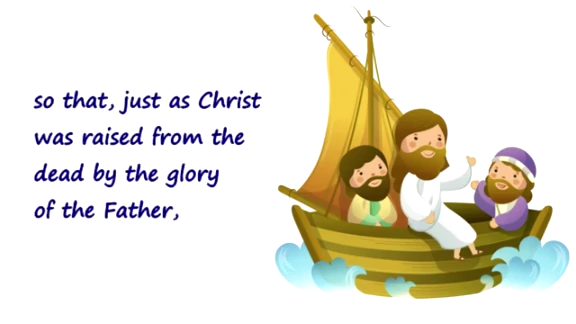 so that, just as Christ
was raised from the
dead by the glory
of the Father,